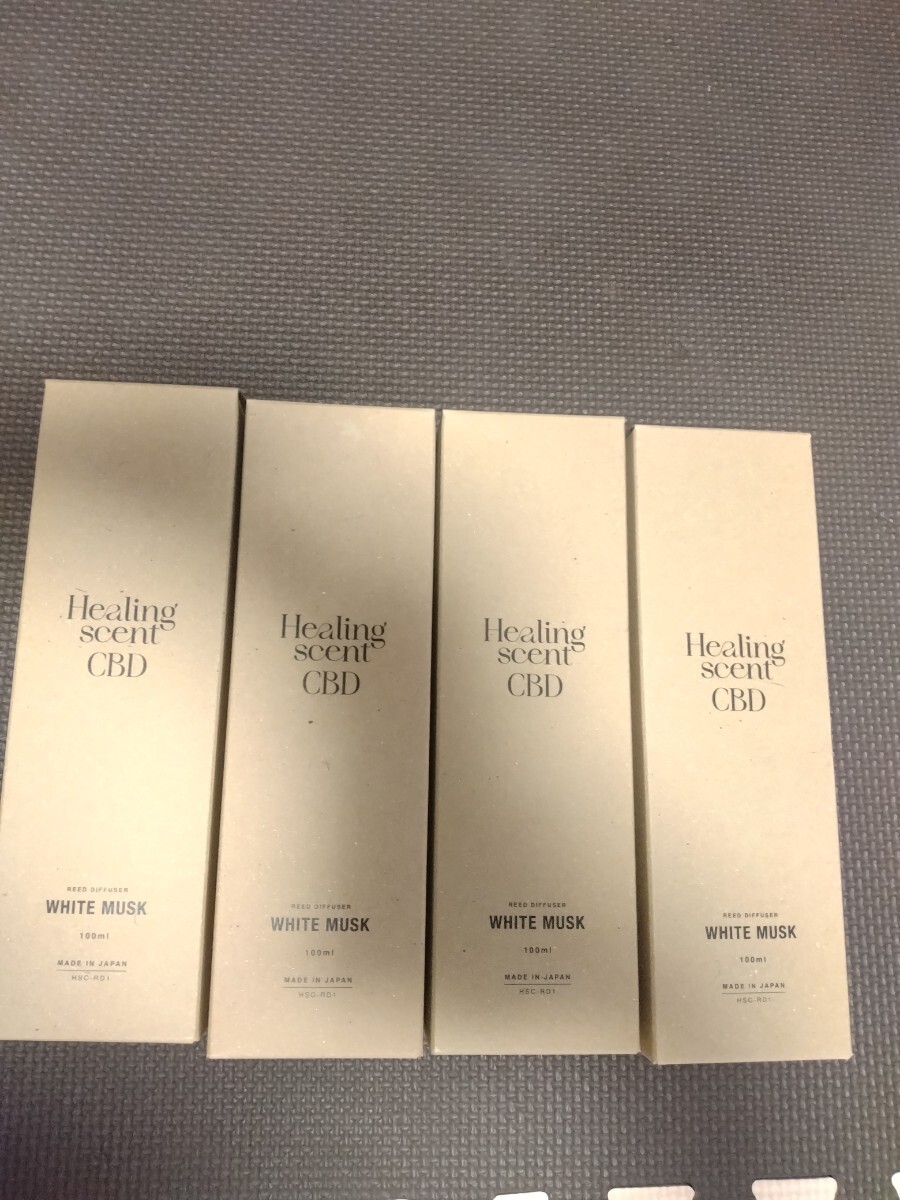 Healing
scent
CBD
REED DIFFUSER
WHITE MUSK
100ml
MADE IN JAPAN
HSC-RD1
Healing
scent
CBD
REED DIFFUSER
WHITE MUSK
100ml
MADE IN JAPAN
HSC-RD1
Healing
scent
CBD
REED DIFFUSER
WHITE MUSK
100ml
MADE IN JAPAN
HSC-RD1
Healing
scent
CBD
REED DIFFUSER
WHITE MUSK
100ml
MADE IN JAPAN
HSC-RD1